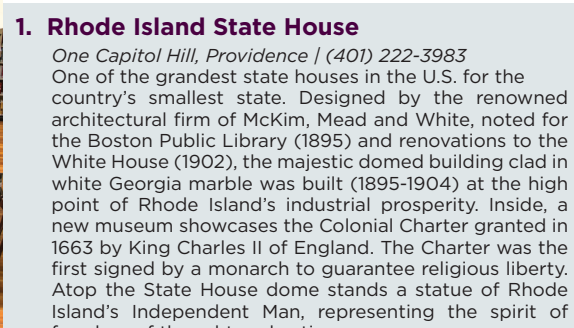 1. Rhode Island State House
One Capitol Hill, Providence | (401) 222-3983
One of the grandest state houses in the U.S. for the
country's smallest state. Designed by the renowned
architectural firm of McKim, Mead and White, noted for
the Boston Public Library (1895) and renovations to the
White House (1902), the majestic domed building clad in
white Georgia marble was built (1895-1904) at the high
point of Rhode Island's industrial prosperity. Inside, a
new museum showcases the Colonial Charter granted in
1663 by King Charles II of England. The Charter was the
first signed by a monarch to guarantee religious liberty.
Atop the State House dome stands a statue of Rhode
Island's Independent Man, representing the spirit of